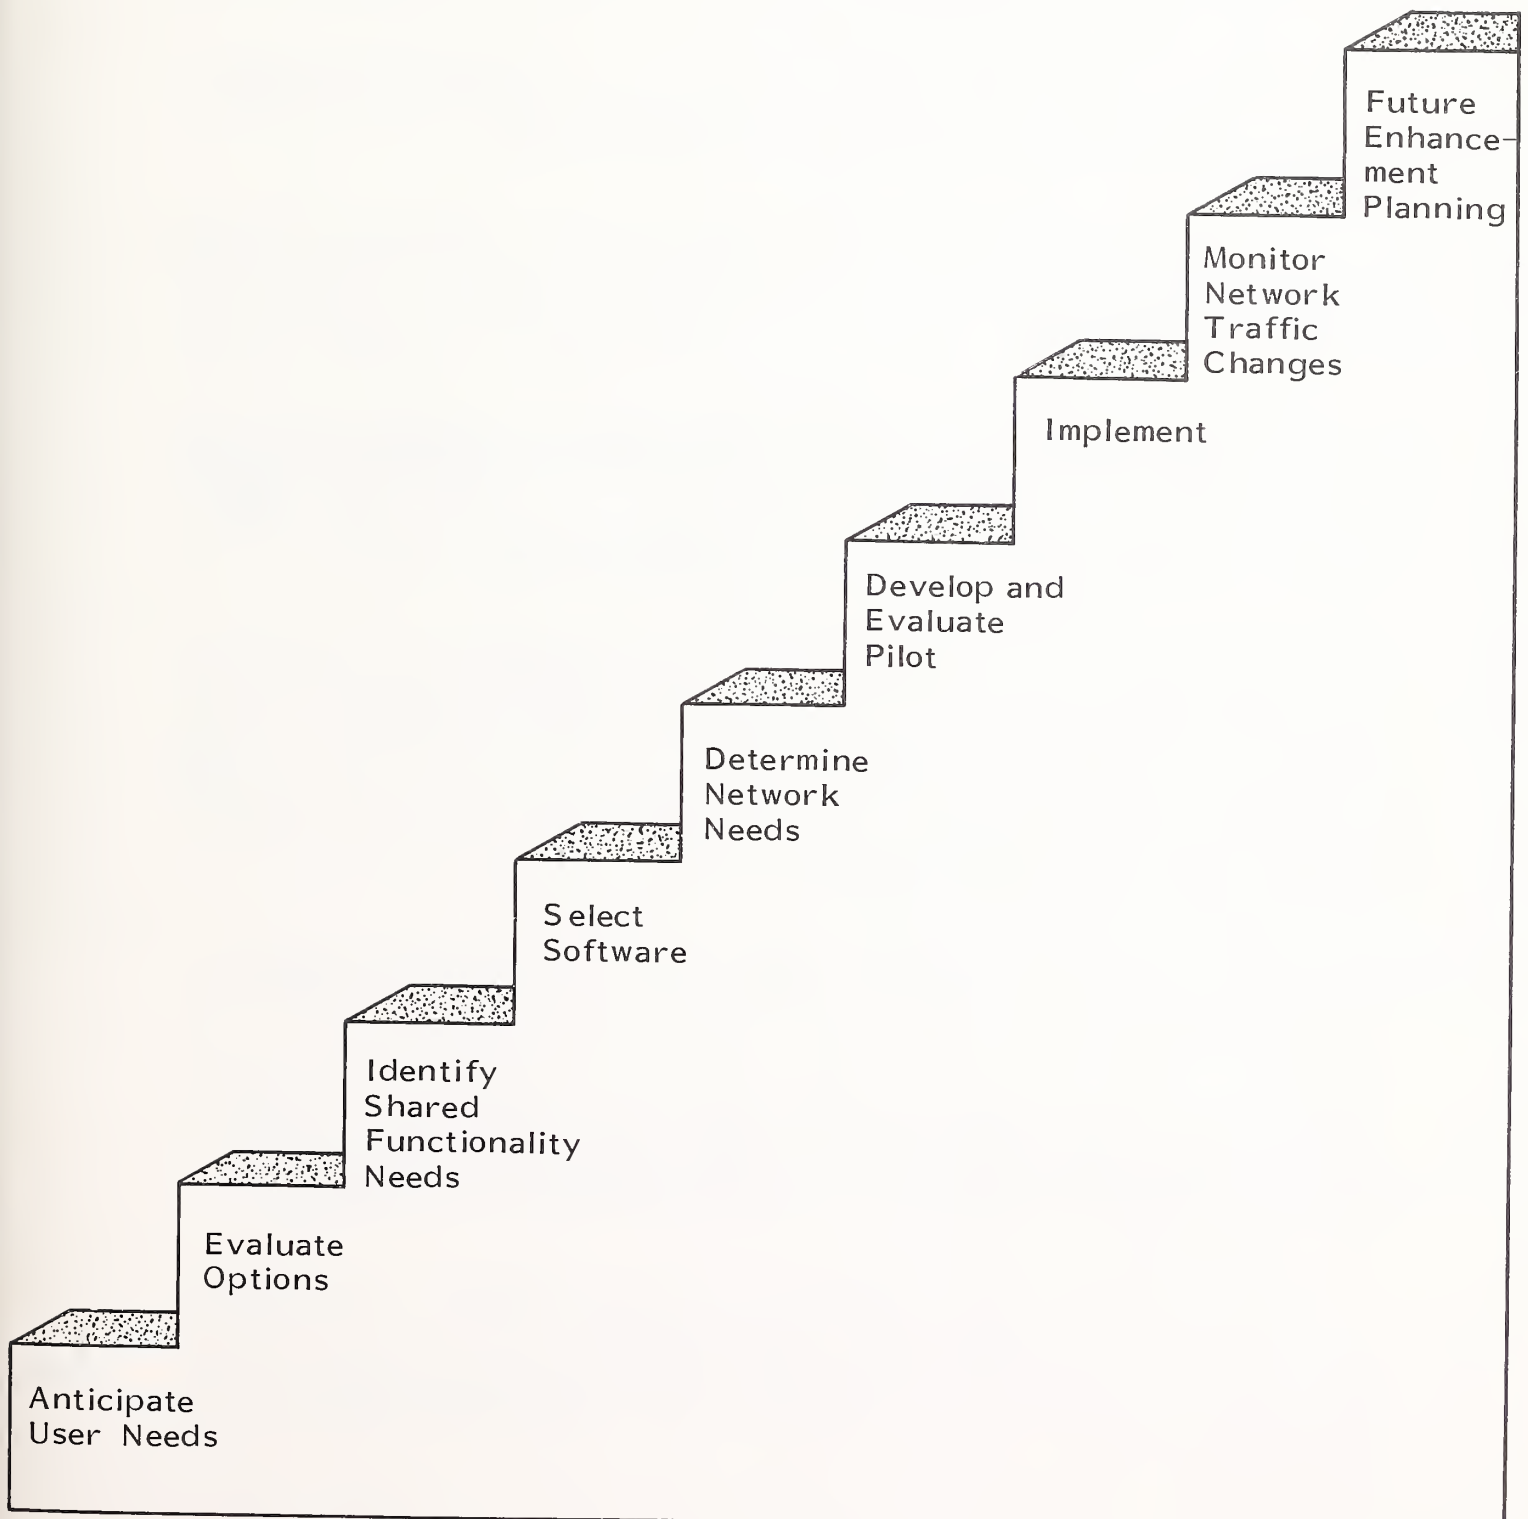 Future
Enhance-
ment
Planning
Monitor
Network
Traffic
Changes
Implement
Develop and
Evaluate
Pilot
Determine
Network
Needs
Select
Software
Identify
Shared
Functionality
Needs
Evaluate
Options
Anticipate
User Needs